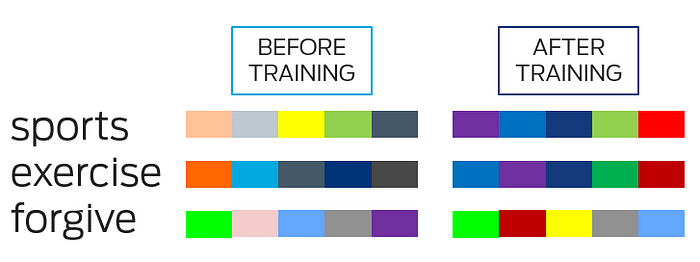 BEFORE
TRAINING
AFTER
TRAINING
sports
exercise
forgive